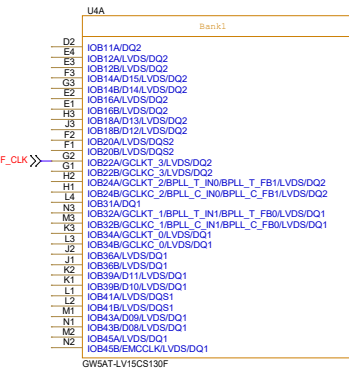 U4A
Bank1
D2 IOB11A/DQ2
E4 IOB12A/LVDS/DQ2
E3 IOB12B/LVDS/DQ2
F3 IOB14A/D15/LVDS/DQ2
G3 IOB14B/D14/LVDS/DQ2
E2 IOB16A/LVDS/DQ2
E1 IOB16B/LVDS/DQ2
H3 IOB18A/D13/LVDS/DQ2
J3 IOB18B/D12/LVDS/DQ2
F2 IOB20A/LVDS/DQS2
F1 IOB20B/LVDS/DQS2
F_CLK G2 IOB22A/GCLKT_3/LVDS/DQ2
G1 IOB22B/GCLKC_3/LVDS/DQ2
H2 IOB24A/GCLKT_2/BPLL_T_IN0/BPLL_T_FB1/LVDS/DQ2
H1 IOB24B/GCLKC_2/BPLL_C_IN0/BPLL_C_FB1/LVDS/DQ2
L4 IOB31A/DQ1
N3 IOB32A/GCLKT_1/BPLL_T_IN1/BPLL_T_FB0/LVDS/DQ1
M3 IOB32B/GCLKC_1/BPLL_C_IN1/BPLL_C_FB0/LVDS/DQ1
K3 IOB34A/GCLKT_0/LVDS/DQ1
L3 IOB34B/GCLKC_0/LVDS/DQ1
J2 IOB36A/LVDS/DQ1
J1 IOB36B/LVDS/DQ1
K2 IOB39A/D11/LVDS/DQ1
K1 IOB39B/D10/LVDS/DQ1
L1 IOB41A/LVDS/DQS1
L2 IOB41B/LVDS/DQS1
M1 IOB43A/D09/LVDS/DQ1
N1 IOB43B/D08/LVDS/DQ1
M2 IOB45A/LVDS/DQ1
N2 IOB45B/EMCCLK/LVDS/DQ1
GW5AT-LV15CS130F